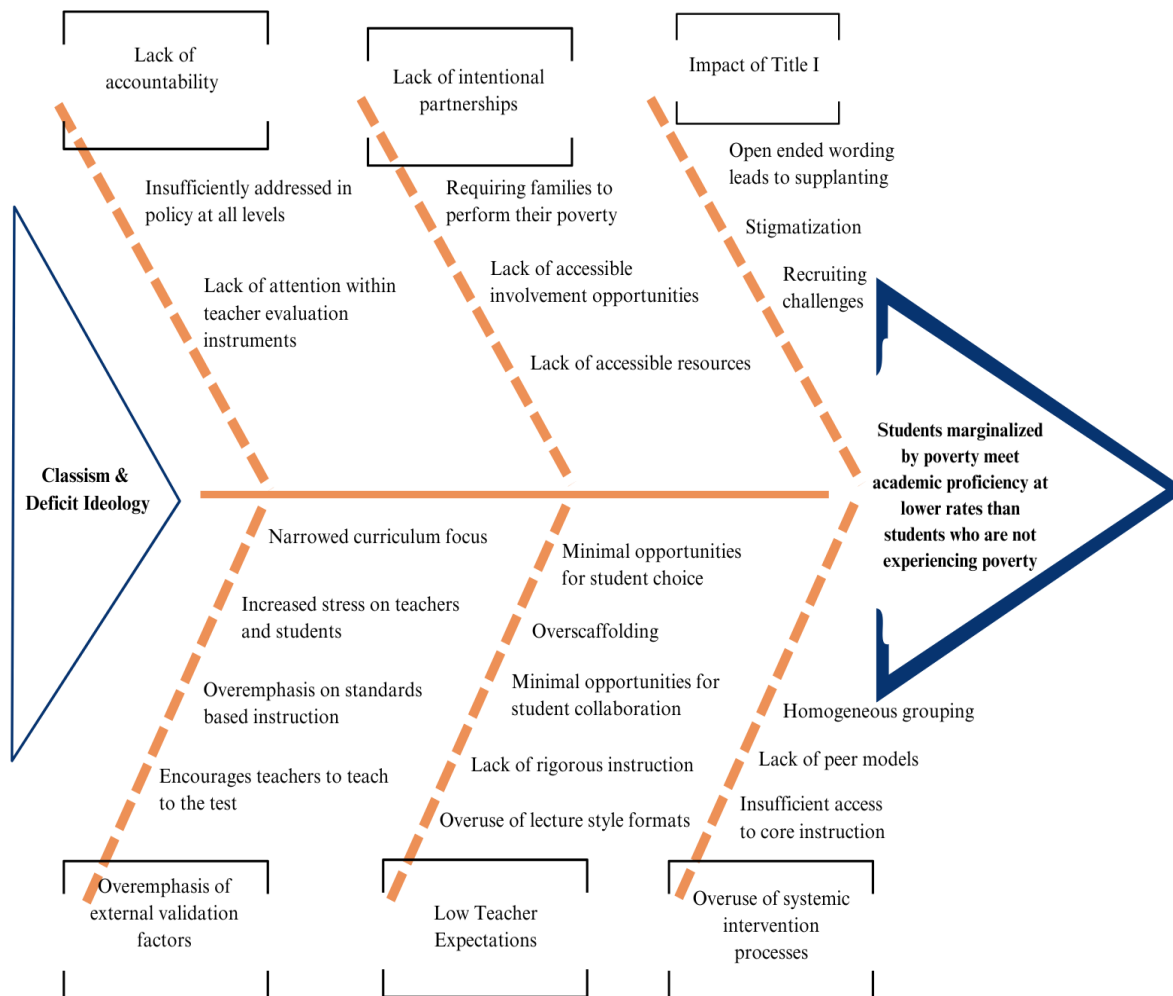 Lack of
accountability
Lack of intentional
partnerships
Impact of Title I
Insufficiently addressed in
policy at all levels
Lack of attention within
teacher evaluation
instruments
Requiring families to
perform their poverty
Lack of accessible
involvement opportunities
Lack of accessible resources
Open ended wording
leads to supplanting
Stigmatization
Recruiting
challenges
Classism &
Deficit Ideology
Students marginalized
by poverty meet
academic proficiency at
lower rates than
students who are not
experiencing poverty
Narrowed curriculum focus
Increased stress on teachers
and students
Overemphasis on standards
based instruction
Encourages teachers to teach
to the test
Minimal opportunities
for student choice
Overscaffolding
Minimal opportunities for
student collaboration
Lack of rigorous instruction
Overuse of lecture style formats
Homogeneous grouping
Lack of peer models
Insufficient access
to core instruction
Overemphasis of
external validation
factors
Low Teacher
Expectations
Overuse of systemic
intervention
processes